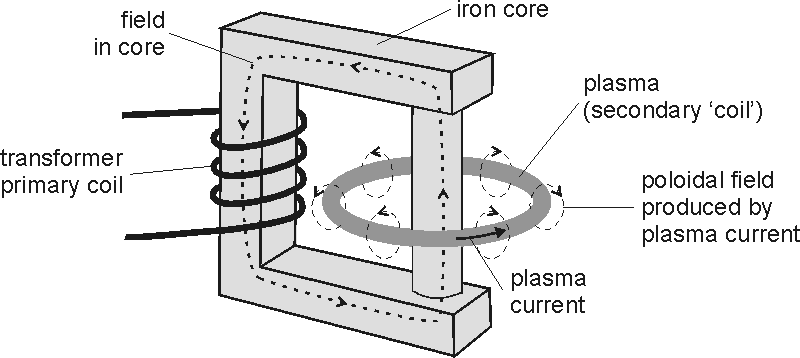 field
in core
iron core
plasma
(secondary ‘coil’)
transformer
primary coil
poloidal field
produced by
plasma current
plasma
current